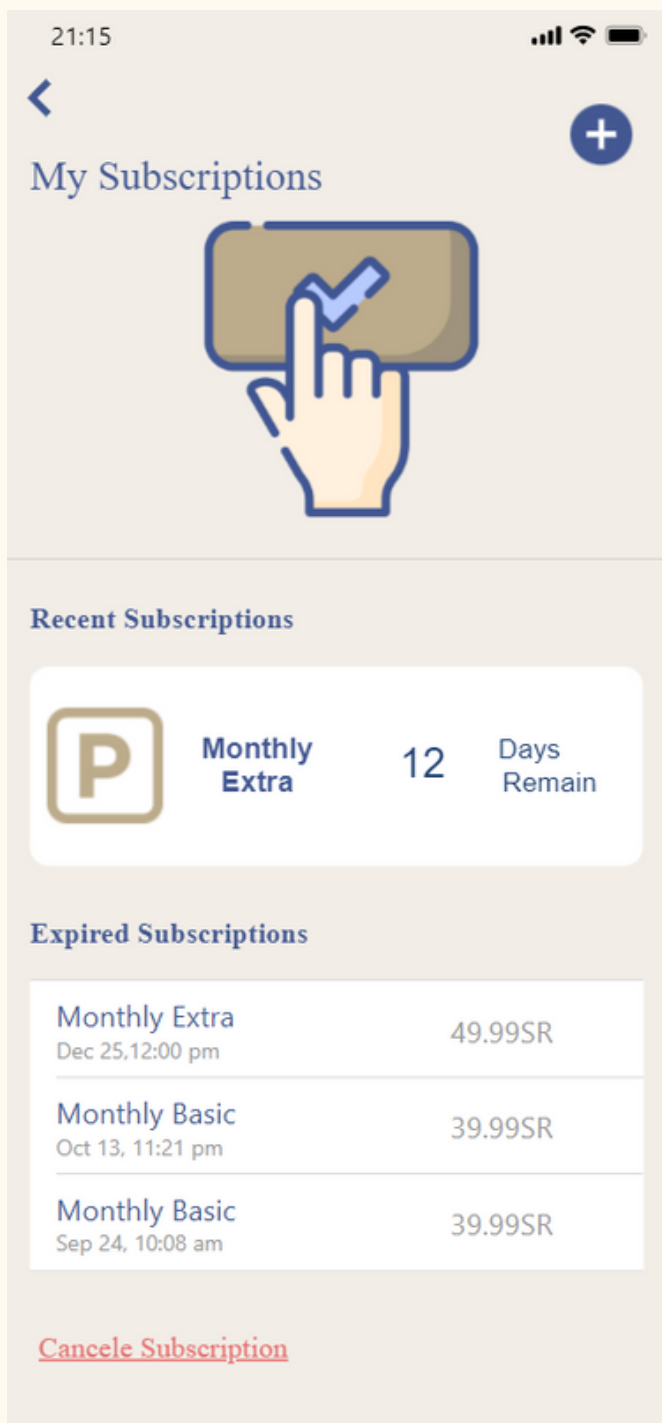 21:15
My Subscriptions
Recent Subscriptions
P
Monthly
Extra
12
Days
Remain
Expired Subscriptions
Monthly Extra
49.99SR
Dec 25,12:00 pm
Monthly Basic
39.99SR
Oct 13, 11:21 pm
Monthly Basic
39.99SR
Sep 24, 10:08 am
Cancele Subscription